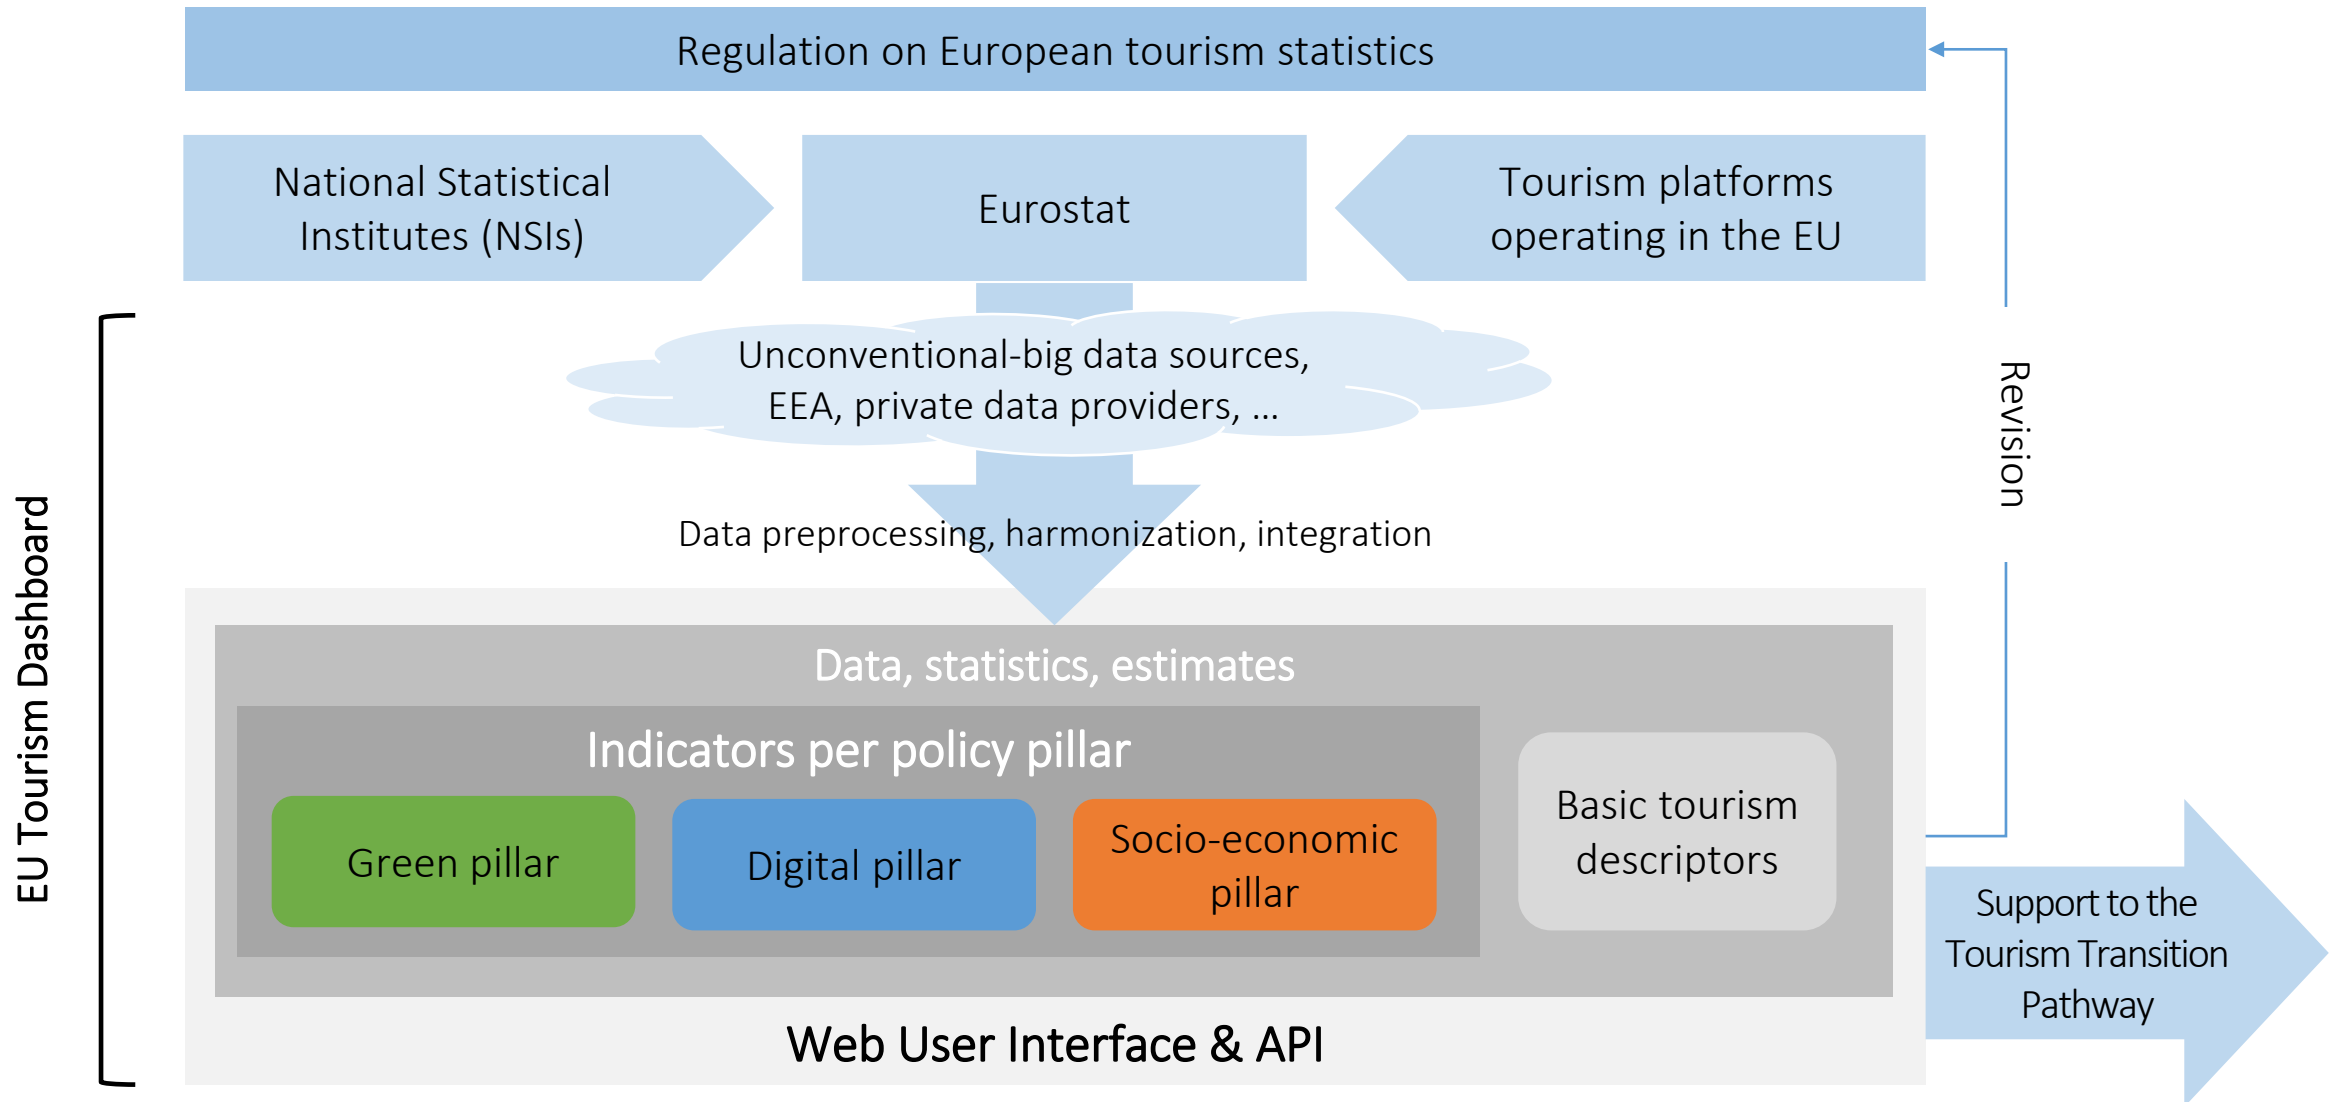 Regulation on European tourism statistics
National Statistical
Institutes (NSIs)
Eurostat
Tourism platforms
operating in the EU
Unconventional-big data sources,
EEA, private data providers, ...
Revision
Data preprocessing, harmonization, integration
EU Tourism Dashboard
Data, statistics, estimates
Indicators per policy pillar
Green pillar
Digital pillar
Socio-economic
pillar
Basic tourism
descriptors
Support to the
Tourism Transition
Pathway
Web User Interface & API